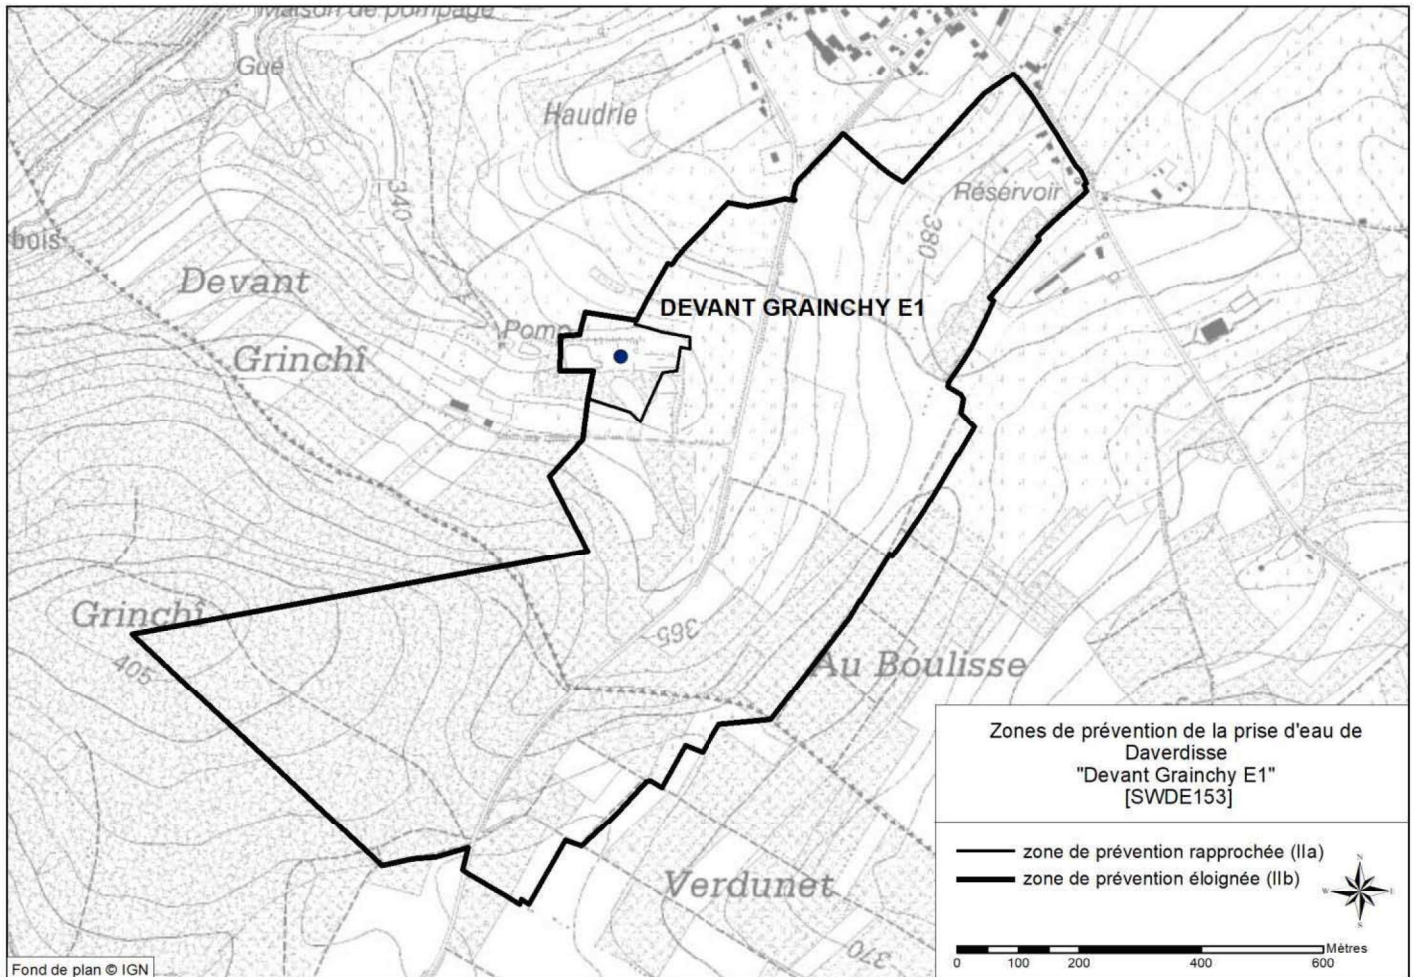 Maison de pompage
Gué
Haudrie
340
Réservoir
380
bois
Devant
Grinchî
DEVANT GRAINCHY E1
Pomp
Grinchî
405
365
Au Boulisse
Verdunet
370
Zones de prévention de la prise d'eau de
Daverdisse
"Devant Grainchy E1"
[SWDE153]
zone de prévention rapprochée (IIa)
zone de prévention éloignée (IIb)
N
W E
S
Mètres
0 100 200 400 600
Fond de plan © IGN